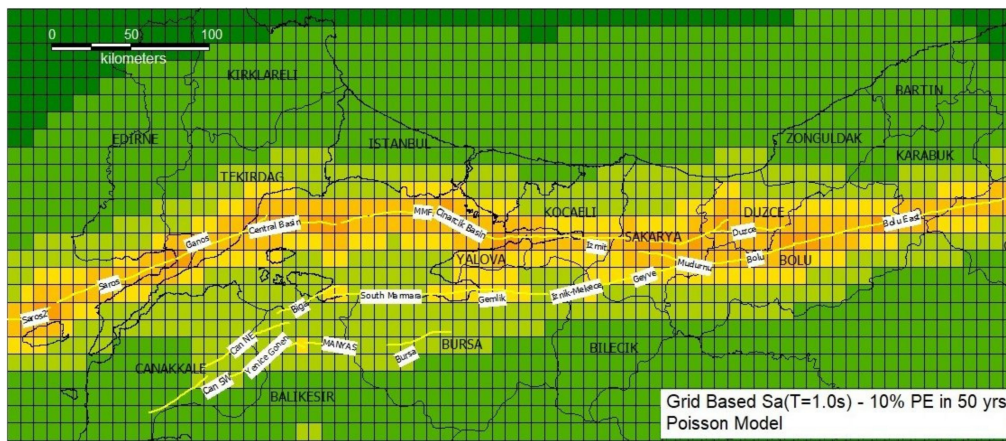 0 50 100
kilometers
KIRKLARELI
BARTIN
EDIRNE
ISTANBUL
ZONGULDAK
KARABUK
TEKIRDAG
KOCAELI
DUZCE
MMF
Cinarcik Basin
Bolu East
Central Basin
Ganos
Duzce
Izmit
SAKARYA
YALOVA
Mudurnu
Bolu
BOLU
Saros
Geyve
Iznik-Mekece
South Marmara
Gemlik
Biga
Saros2
Can NE
MANYAS
Bursa
BURSA
BILECIK
CANAKKALE
Yenice Gonen
Can SW
BALIKESIR
Grid Based Sa(T=1.0s) - 10% PE in 50 yrs
Poisson Model